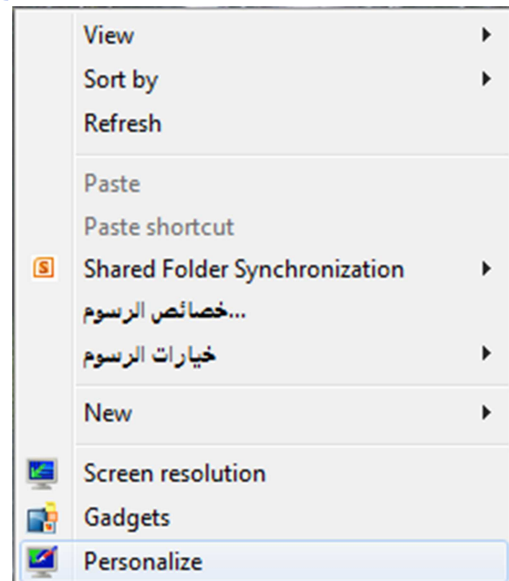 View
Sort by
Refresh
Paste
Paste shortcut
S
Shared Folder Synchronization
خصائص الرسوم...
خيارات الرسوم
New
Screen resolution
Gadgets
Personalize